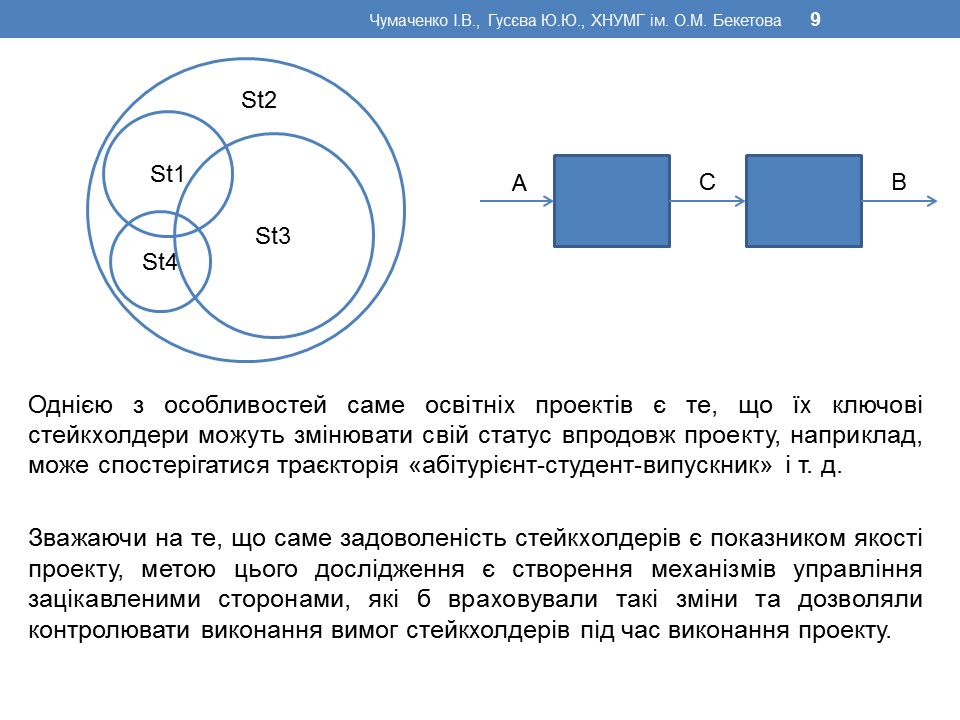 Чумаченко І.В., Гусєва Ю.Ю., ХНУМГ ім. О.М. Бекетова 9
St2
St1
St3
St4
A
C
B
Однією з особливостей саме освітніх проектів є те, що їх ключові
стейкхолдери можуть змінювати свій статус впродовж проекту, наприклад,
може спостерігатися траєкторія «абітурієнт-студент-випускник» і т. д.
Зважаючи на те, що саме задоволеність стейкхолдерів є показником якості
проекту, метою цього дослідження є створення механізмів управління
зацікавленими сторонами, які б враховували такі зміни та дозволяли
контролювати виконання вимог стейкхолдерів під час виконання проекту.